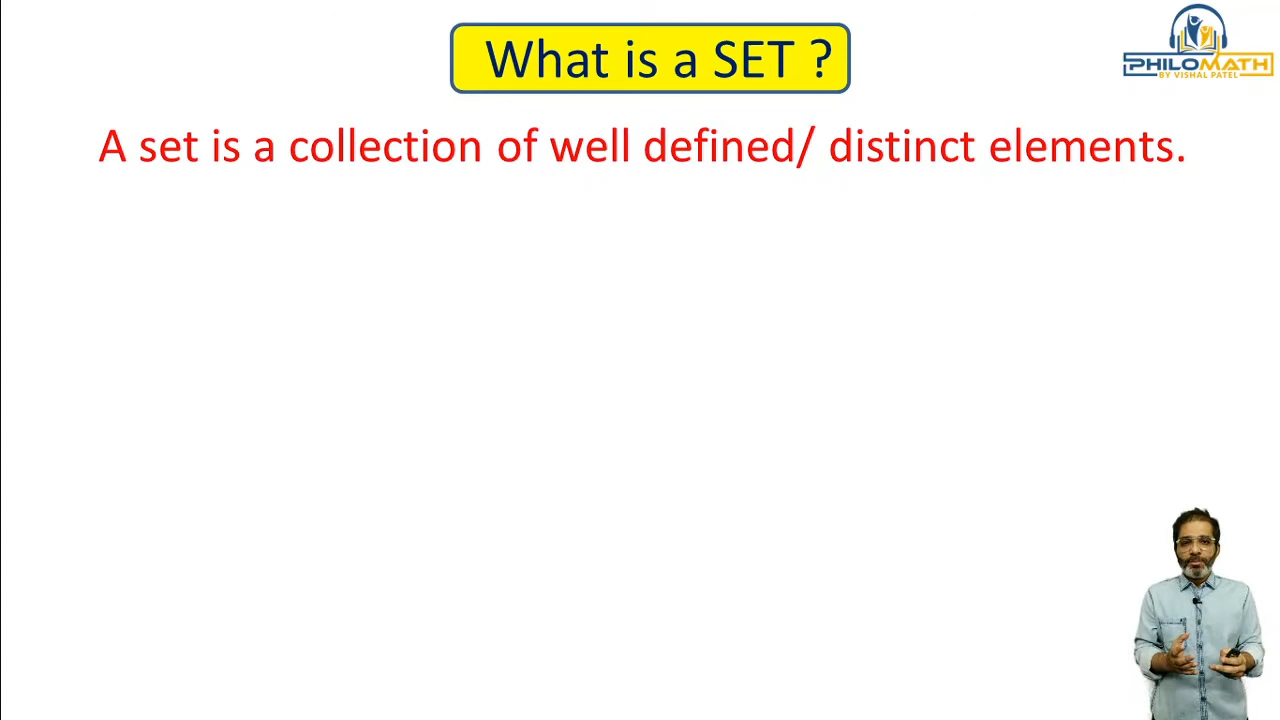 What is a SET ?
PHILOMATH
BY VISHAL PATEL
A set is a collection of well defined/ distinct elements.